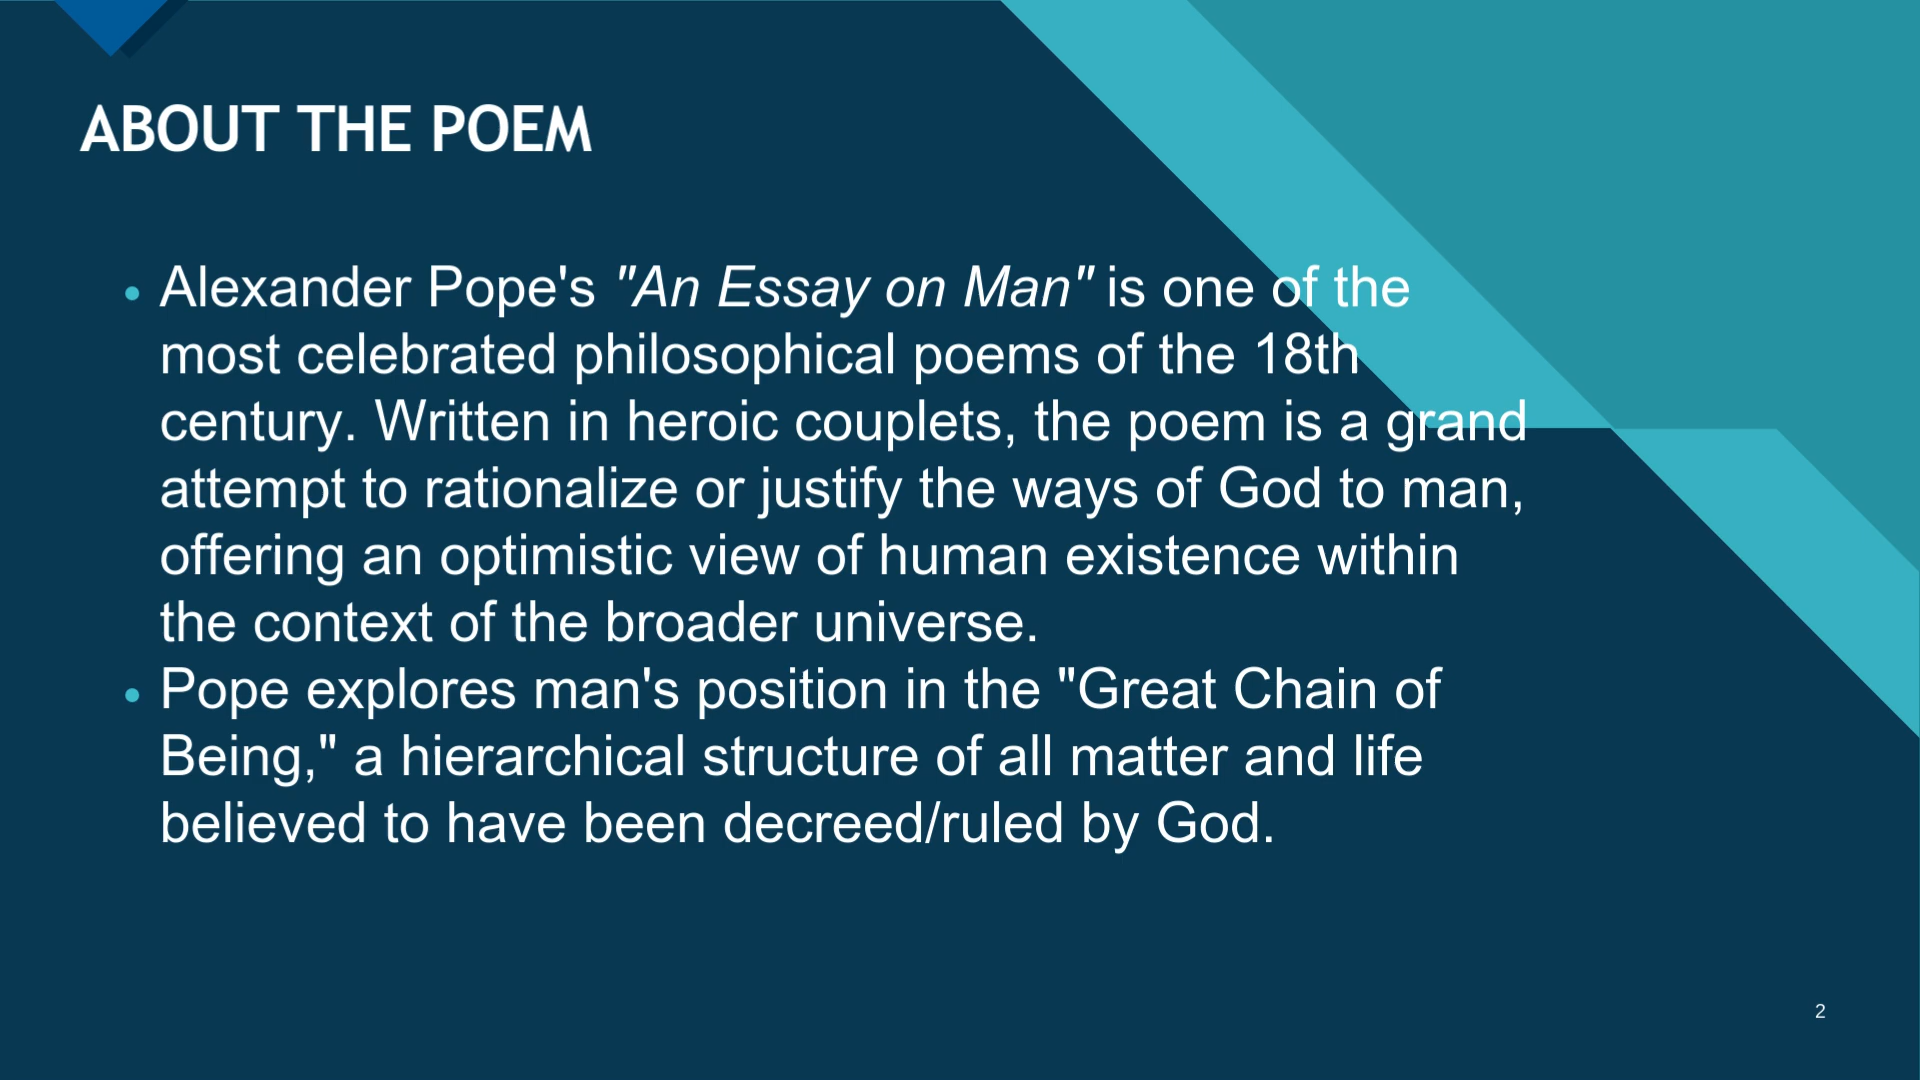 ABOUT THE POEM
• Alexander Pope's "An Essay on Man" is one of the
most celebrated philosophical poems of the 18th
century. Written in heroic couplets, the poem is a grand
attempt to rationalize or justify the ways of God to man,
offering an optimistic view of human existence within
the context of the broader universe.
• Pope explores man's position in the "Great Chain of
Being," a hierarchical structure of all matter and life
believed to have been decreed/ruled by God.
2